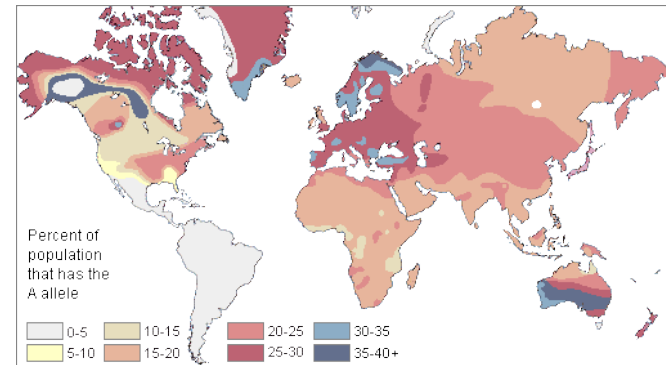 Percent of
population
that has the
A allele
0-5 10-15 20-25 30-35
5-10 15-20 25-30 35-40+